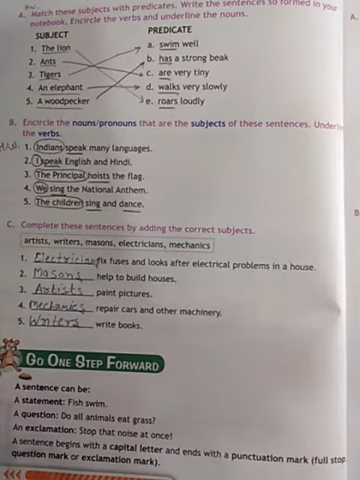 A. Match these subjects with predicates. Write the sentences so formed in your
notebook. Encircle the verbs and underline the nouns.
SUBJECT PREDICATE
1. The lion a. swim well
2. Ants b. has a strong beak
3. Tigers c. are very tiny
4. An elephant d. walks very slowly
5. A woodpecker e. roars loudly
B. Encircle the nouns/pronouns that are the subjects of these sentences. Underline
the verbs.
H.W. 1. Indians speak many languages.
2. I speak English and Hindi.
3. The Principal hoists the flag.
4. We sing the National Anthem.
5. The children sing and dance.
C. Complete these sentences by adding the correct subjects.
artists, writers, masons, electricians, mechanics
1. Electricians fix fuses and looks after electrical problems in a house.
2. Masons help to build houses.
3. Artists paint pictures.
4. Mechanics repair cars and other machinery.
5. Writers write books.
GO ONE STEP FORWARD
A sentence can be:
A statement: Fish swim.
A question: Do all animals eat grass?
An exclamation: Stop that noise at once!
A sentence begins with a capital letter and ends with a punctuation mark (full stop
question mark or exclamation mark).
A.
B